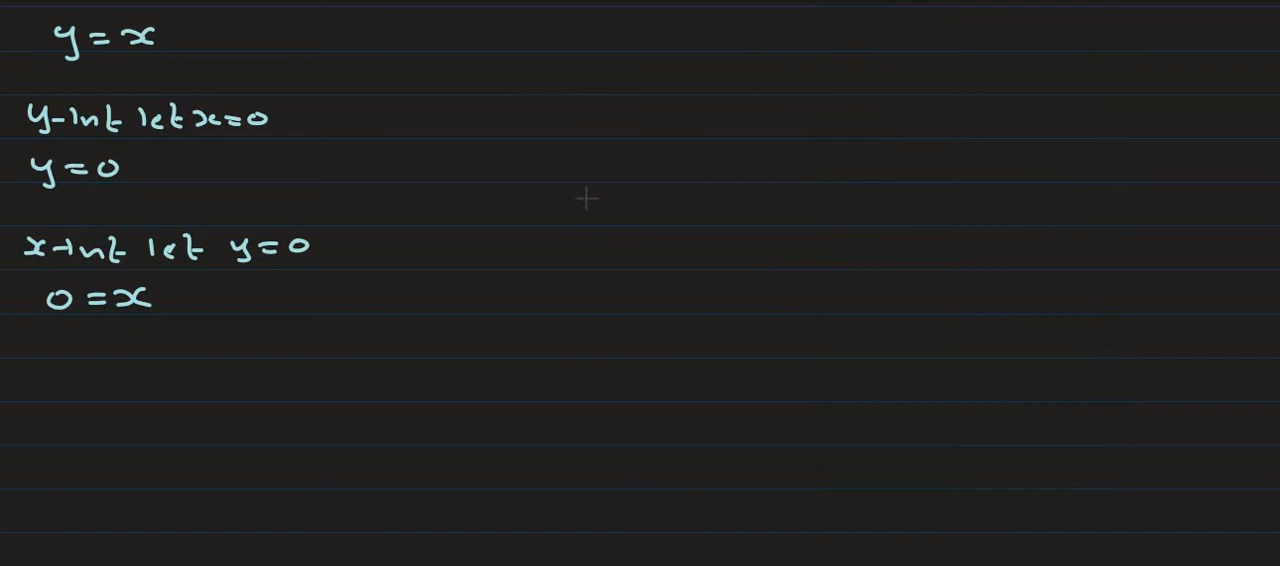 y = x
y-int let x = 0
y = 0
x-int let y = 0
0 = x